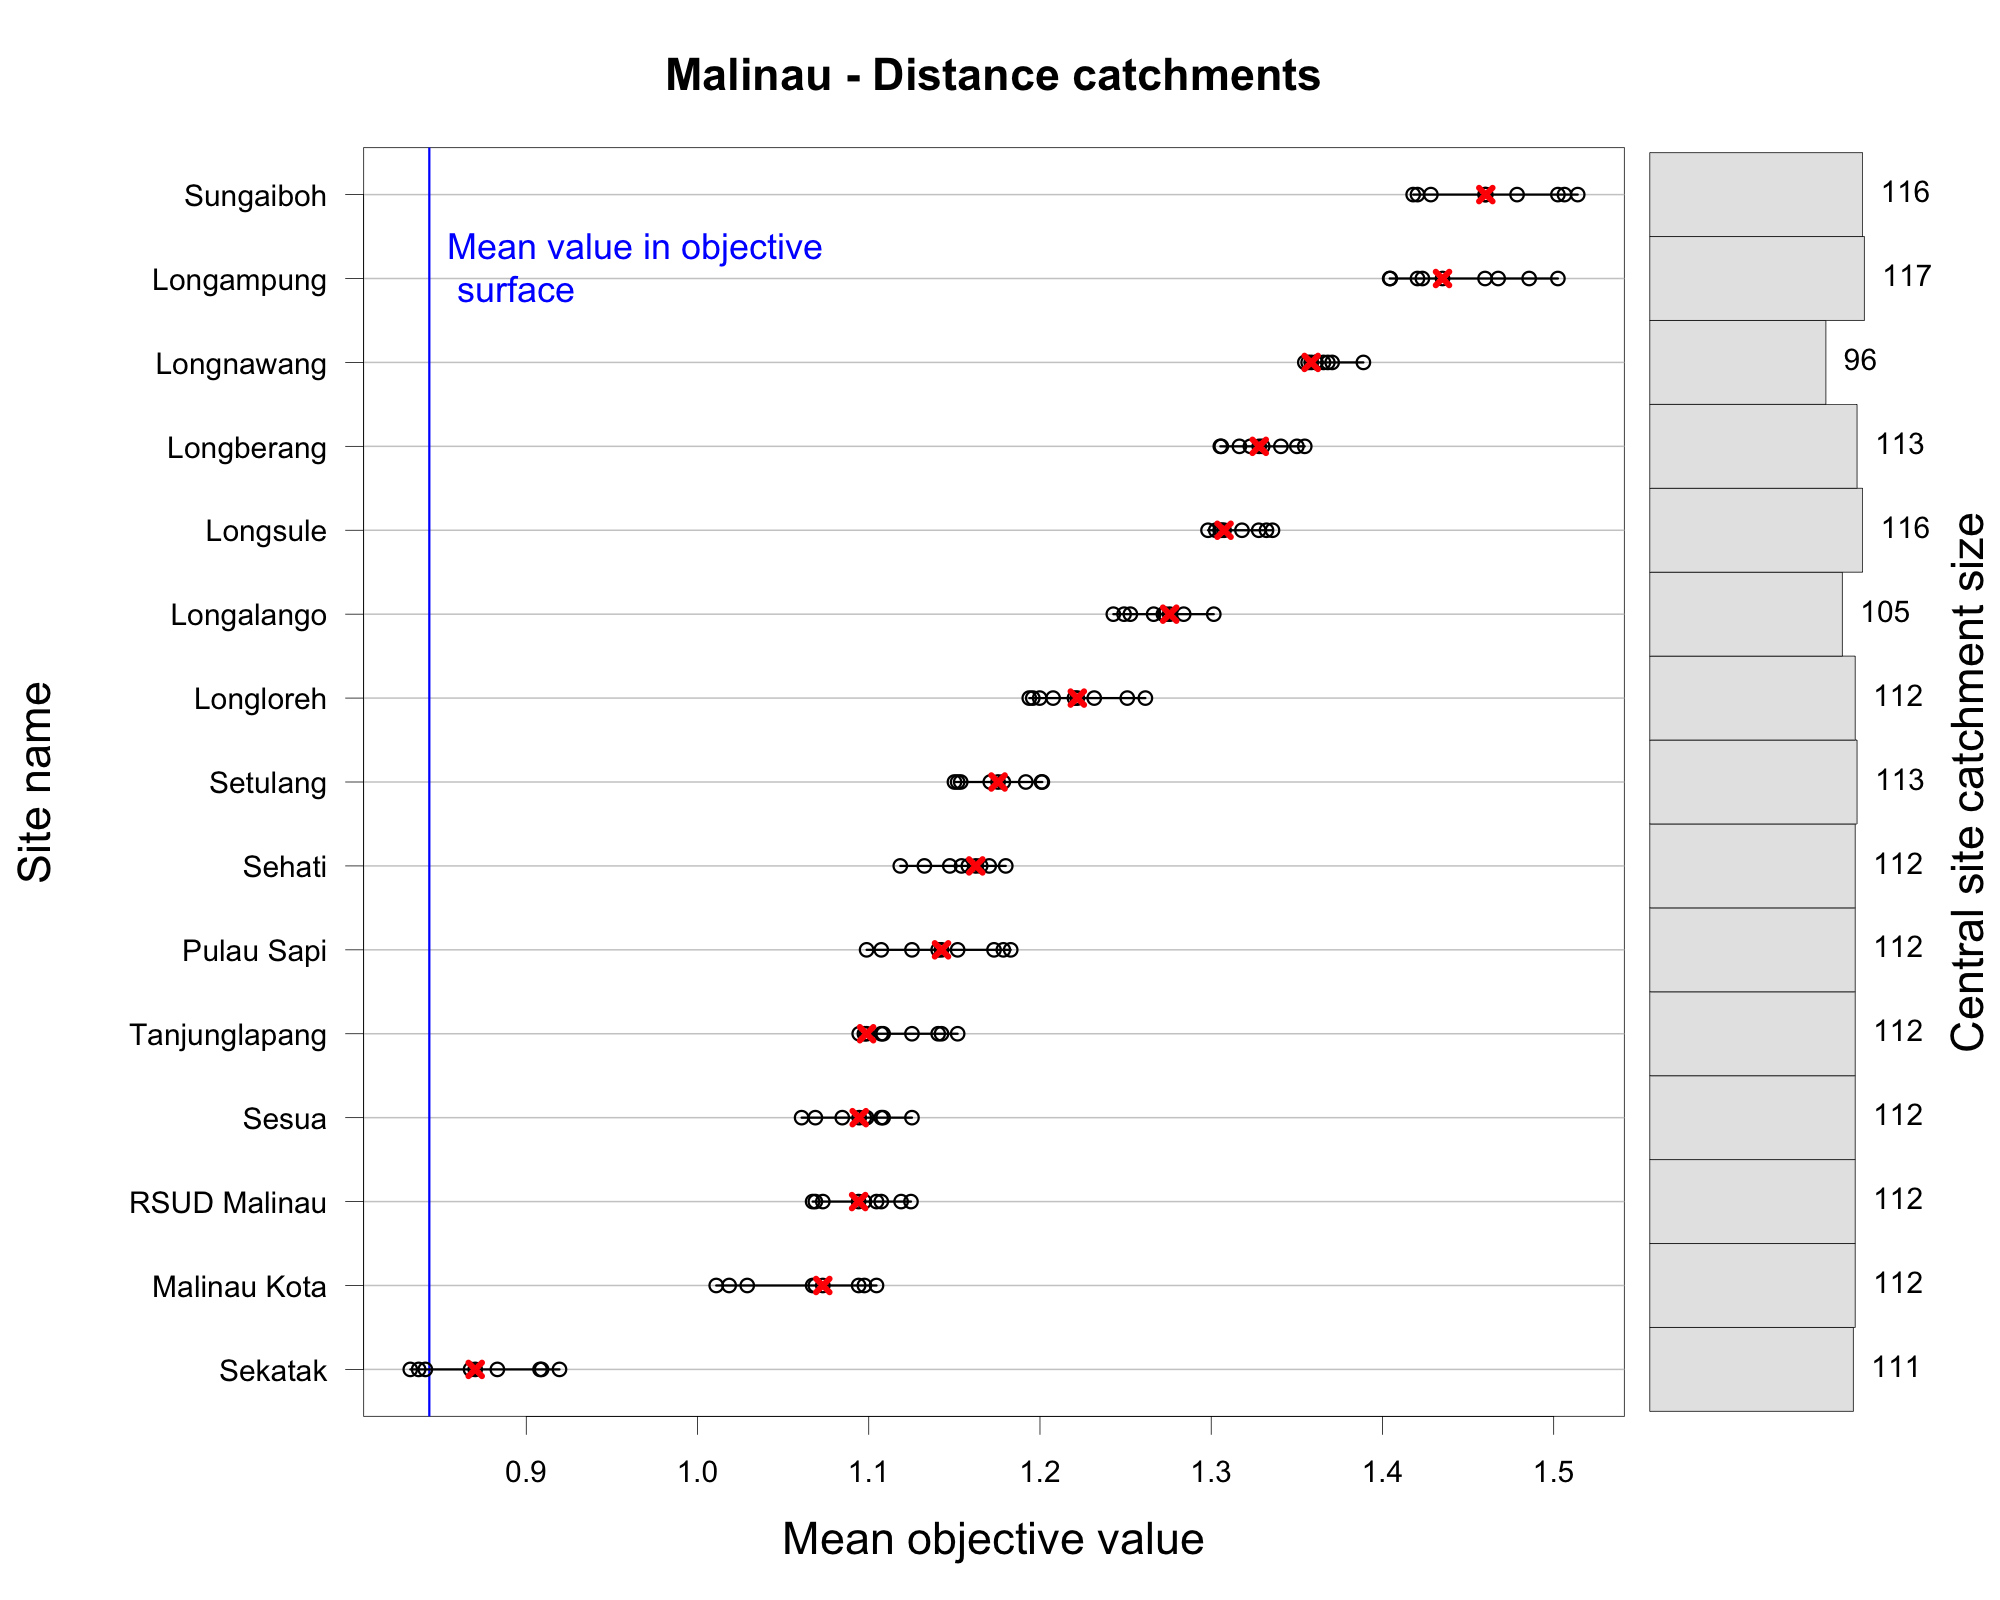 Malinau - Distance catchments
Sungaiboh
116
Mean value in objective
surface
Longampung
117
Longnawang
96
Longberang
113
Longsule
116
Longalango
105
Longloreh
112
Setulang
113
Sehati
112
Pulau Sapi
112
Tanjunglapang
112
Sesua
112
RSUD Malinau
112
Malinau Kota
112
Sekatak
111
Site name
Central site catchment size
0.9 1.0 1.1 1.2 1.3 1.4 1.5
Mean objective value